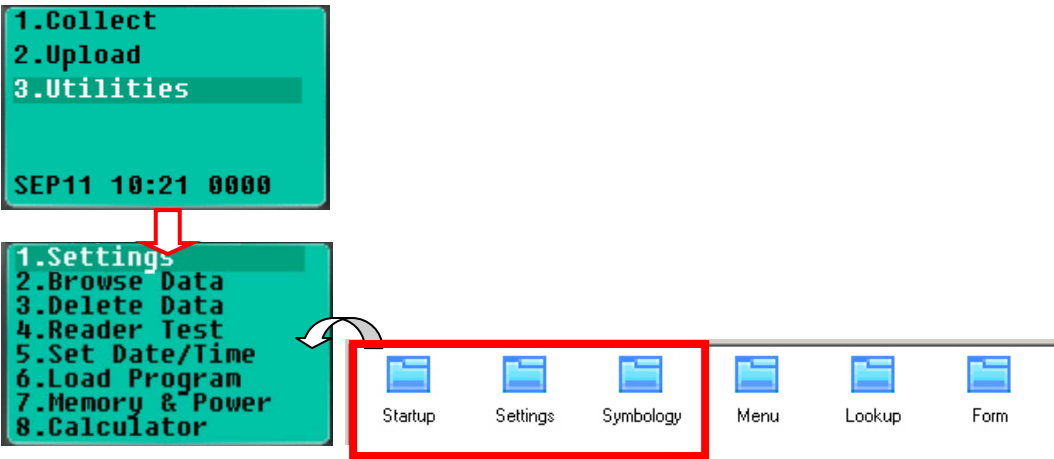 1.Collect
2.Upload
3.Utilities
SEP11 10:21 0000
1.Settings
2.Browse Data
3.Delete Data
4.Reader Test
5.Set Date/Time
6.Load Program
7.Memory & Power
8.Calculator
Startup Settings Symbology Menu Lookup Form